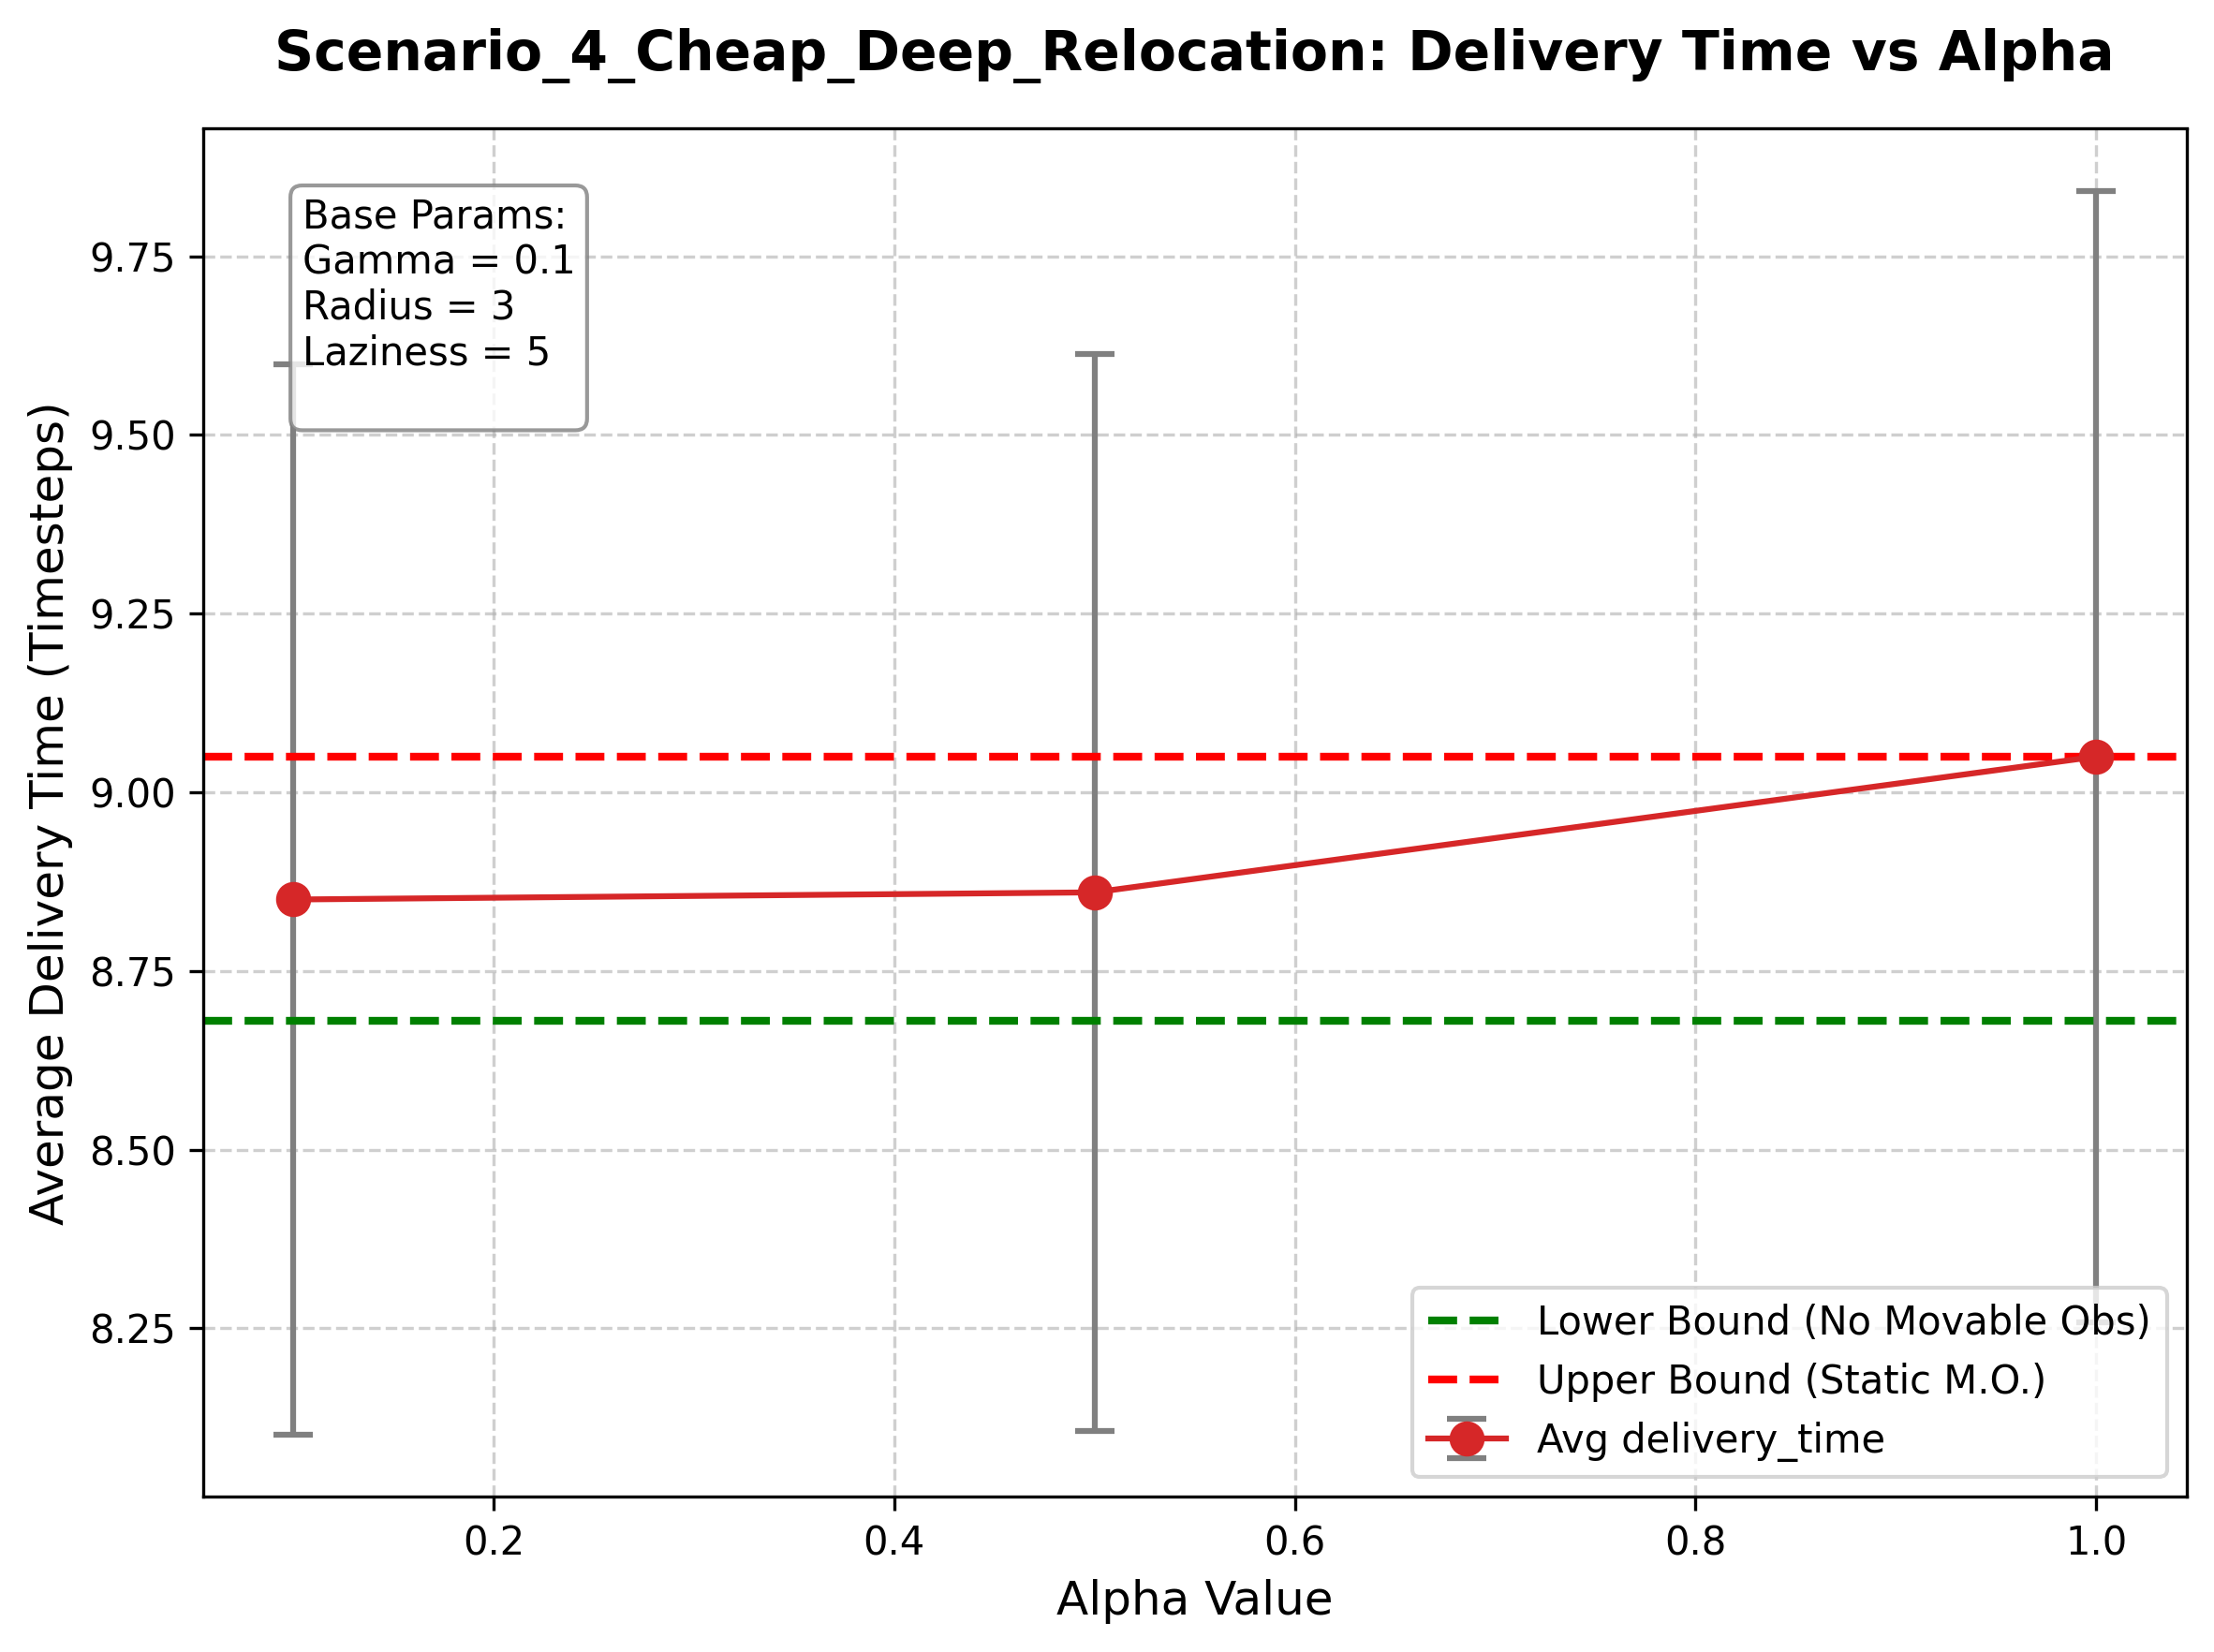 Scenario_4_Cheap_Deep_Relocation: Delivery Time vs Alpha
Base Params:
Gamma = 0.1
Radius = 3
Laziness = 5
Average Delivery Time (Timesteps)
9.75
9.50
9.25
9.00
8.75
8.50
8.25
Lower Bound (No Movable Obs)
Upper Bound (Static M.O.)
Avg delivery_time
0.2
0.4
0.6
0.8
1.0
Alpha Value